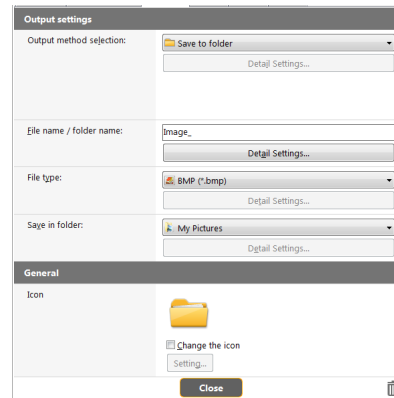 Output settings
Output method selection:
Save to folder
Detail Settings...
File name / folder name:
Image_
Detail Settings...
File type:
BMP (*.bmp)
Detail Settings...
Save in folder:
My Pictures
Detail Settings...
General
Icon
Change the icon
Setting...
Close